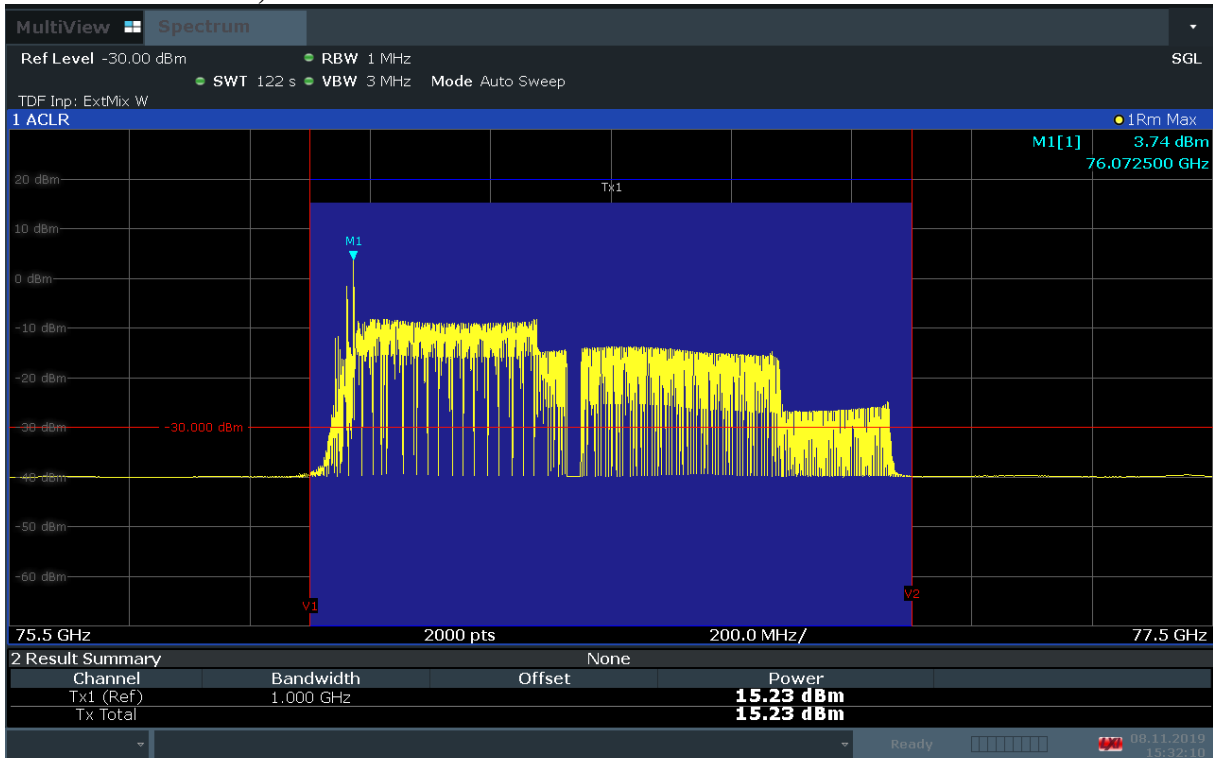 MultiView Spectrum
Ref Level -30.00 dBm RBW 1 MHz SGL
SWT 122 s VBW 3 MHz Mode Auto Sweep
TDF Inp: ExtMix W
1 ACLR 1Rm Max
M1[1] 3.74 dBm
76.072500 GHz
20 dBm
Tx1
10 dBm
M1
0 dBm
-10 dBm
-20 dBm
-30 dBm -30.000 dBm
-40 dBm
-50 dBm
-60 dBm
V1 V2
75.5 GHz 2000 pts 200.0 MHz/ 77.5 GHz
2 Result Summary None
Channel Bandwidth Offset Power
Tx1 (Ref) 1.000 GHz 15.23 dBm
Tx Total 15.23 dBm
Ready 08.11.2019
15:32:10